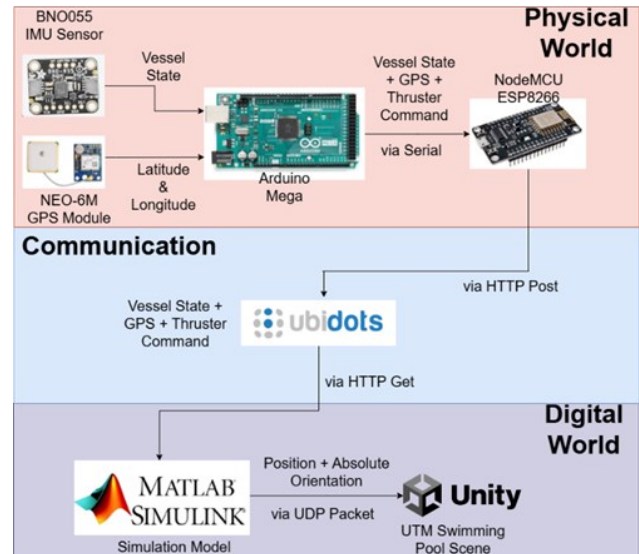 BNO055
IMU Sensor
Vessel
State
Physical
World
Vessel State
+ GPS +
Thruster
Command
NodeMCU
ESP8266
via Serial
Arduino
Mega
Latitude
&
Longitude
NEO-6M
GPS Module
Communication
via HTTP Post
Vessel State +
GPS + Thruster
Command
ubidots
via HTTP Get
Digital
World
MATLAB
SIMULINK®
Simulation Model
Position + Absolute
Orientation
via UDP Packet
Unity
UTM Swimming
Pool Scene